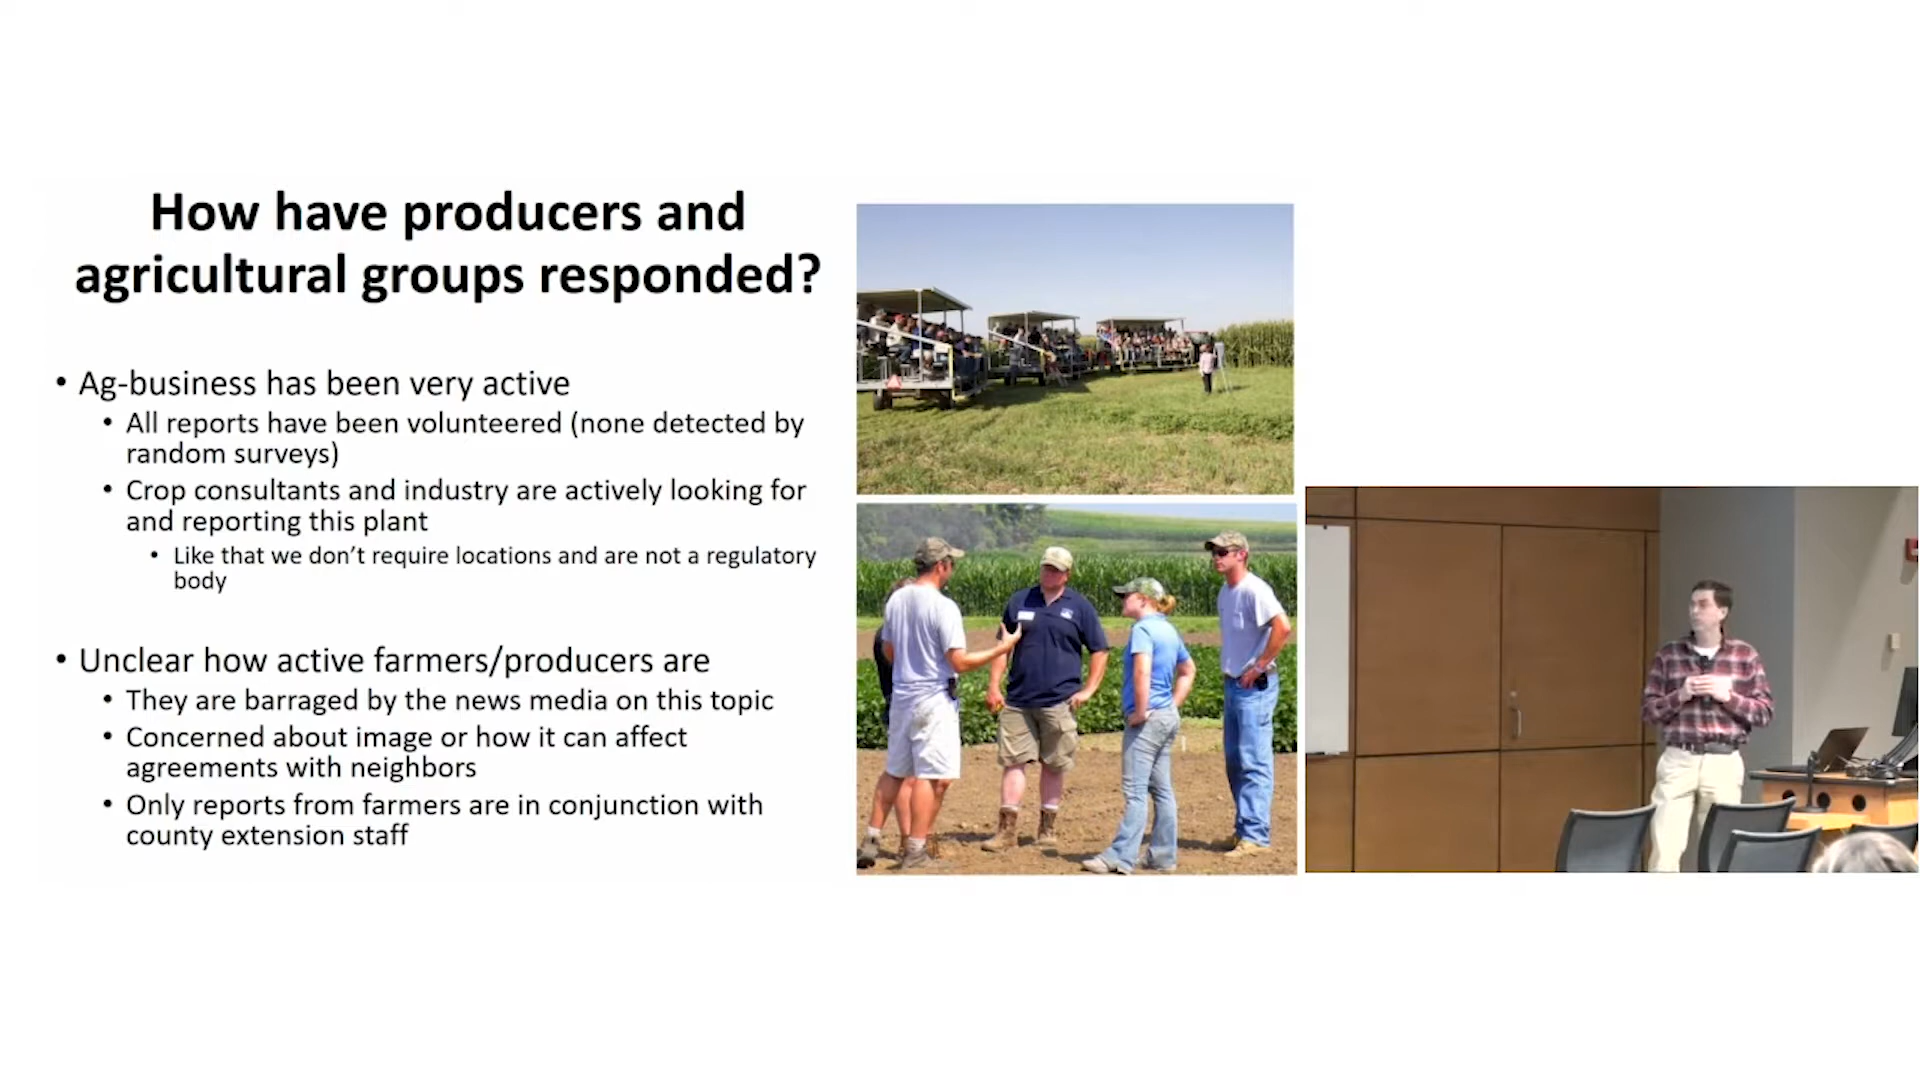 How have producers and
agricultural groups responded?
• Ag-business has been very active
• All reports have been volunteered (none detected by
random surveys)
• Crop consultants and industry are actively looking for
and reporting this plant
• Like that we don’t require locations and are not a regulatory
body
• Unclear how active farmers/producers are
• They are barraged by the news media on this topic
• Concerned about image or how it can affect
agreements with neighbors
• Only reports from farmers are in conjunction with
county extension staff